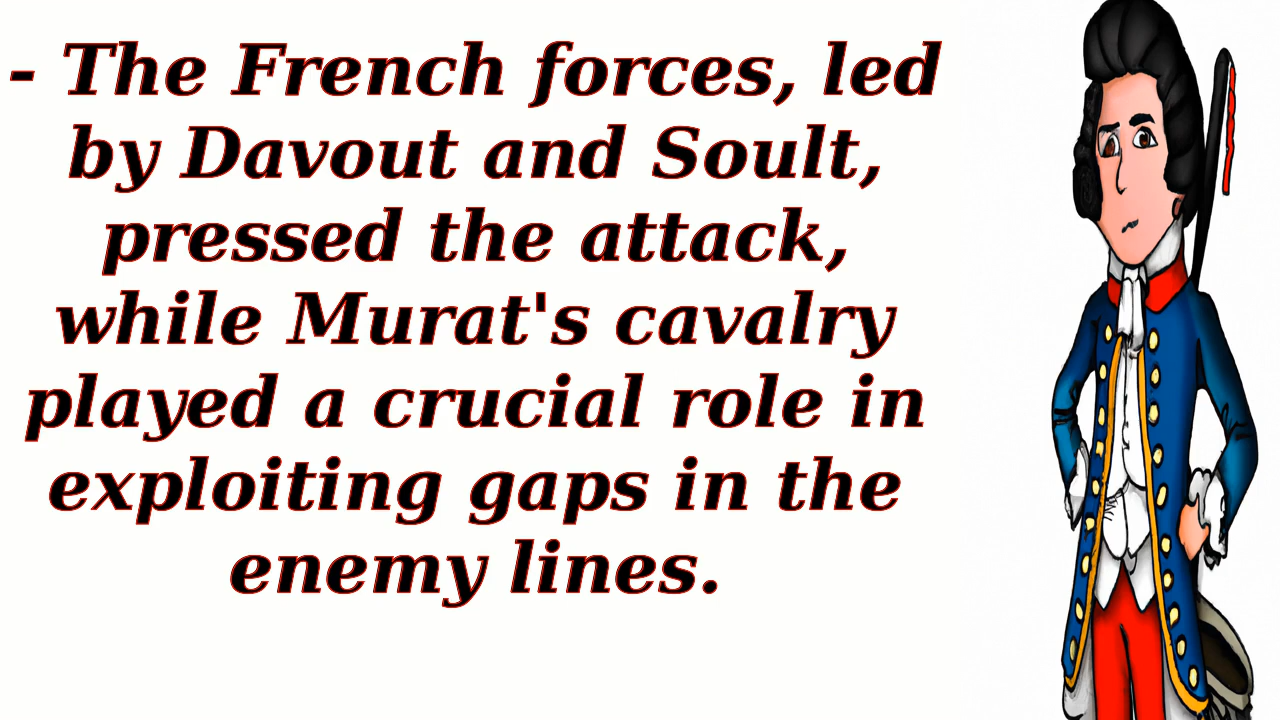 - The French forces, led
by Davout and Soult,
pressed the attack,
while Murat's cavalry
played a crucial role in
exploiting gaps in the
enemy lines.